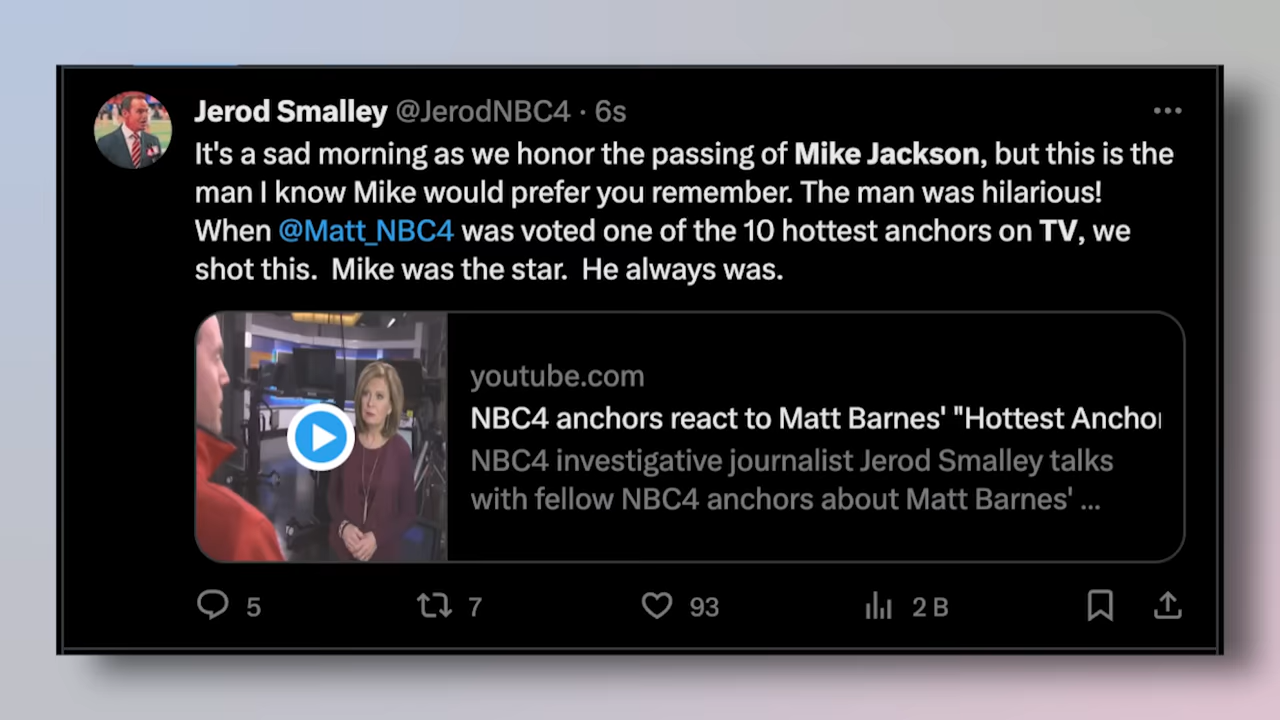 Jerod Smalley @JerodNBC4 · 6s
It's a sad morning as we honor the passing of Mike Jackson, but this is the
man I know Mike would prefer you remember. The man was hilarious!
When @Matt_NBC4 was voted one of the 10 hottest anchors on TV, we
shot this.  Mike was the star.  He always was.
youtube.com
NBC4 anchors react to Matt Barnes' "Hottest Anchor
NBC4 investigative journalist Jerod Smalley talks
with fellow NBC4 anchors about Matt Barnes' ...
5 7 93 2 B